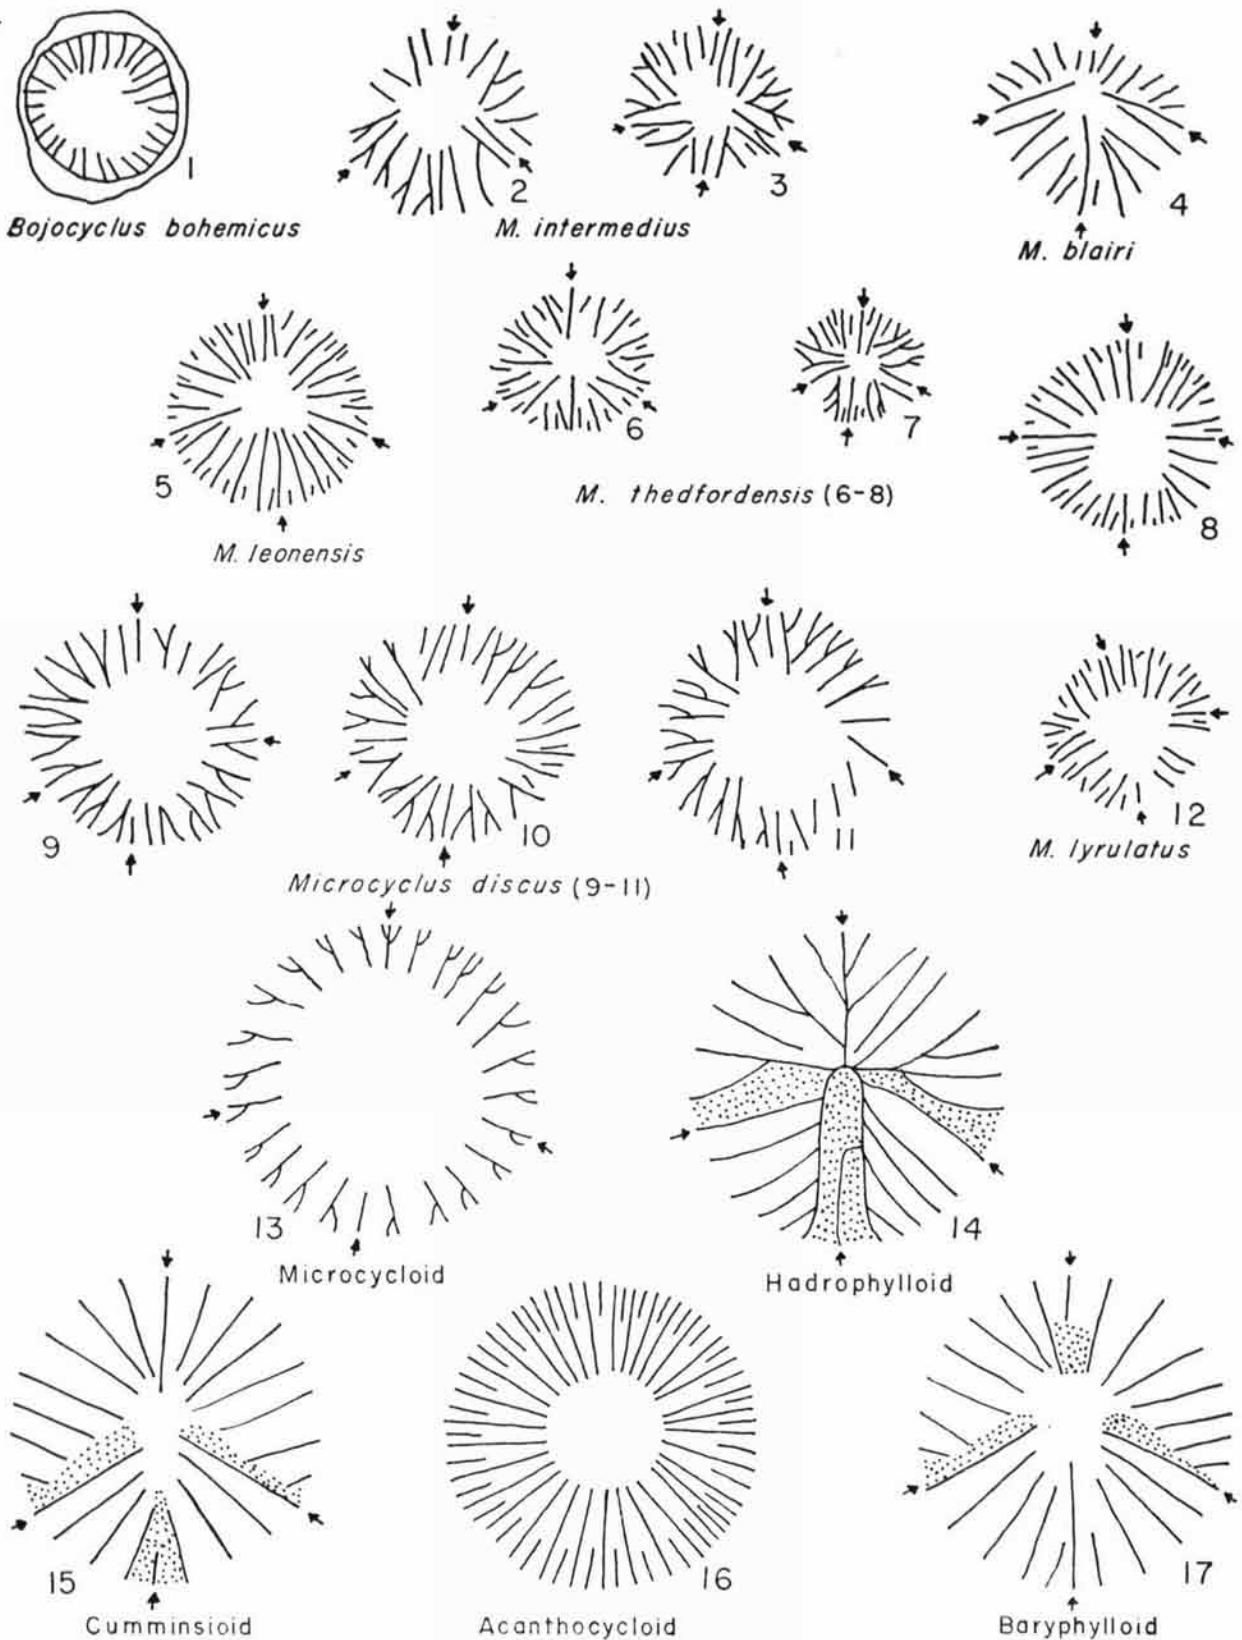 1
2
3
4
Bojocyclus bohemicus
M. intermedius
M. blairi
5
6
7
8
M. leonensis
M. thedfordensis (6-8)
9
10
11
12
Microcyclus discus (9-11)
M. lyrulatus
13
14
Microcycloid
Hadrophylloid
15
16
17
Cumminsioid
Acanthocycloid
Baryphylloid